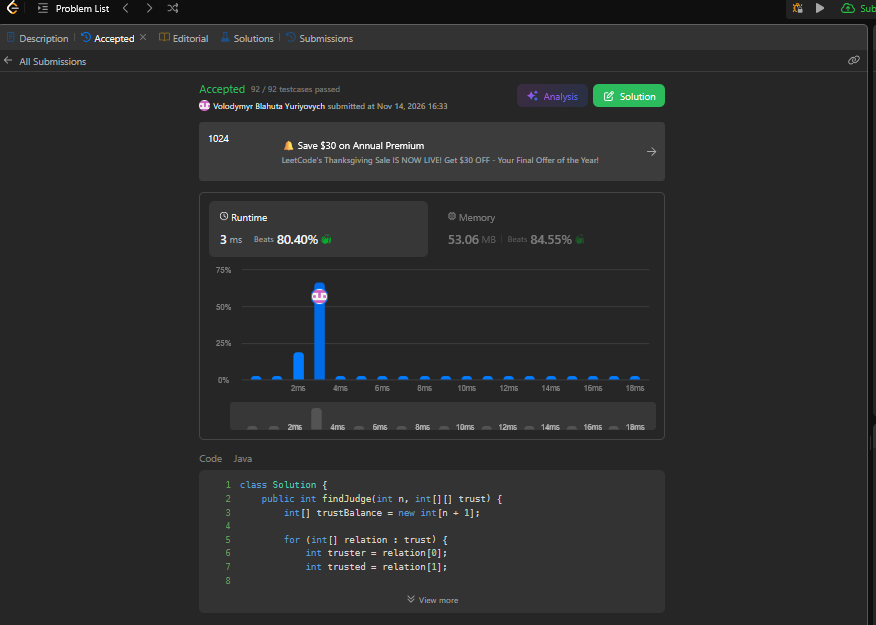 Problem List
Sub
Description
Accepted
Editorial
Solutions
Submissions
All Submissions
Accepted 92 / 92 testcases passed
Volodymyr Blahuta Yuriyovych submitted at Nov 14, 2026 16:33
Analysis
Solution
1024
Save $30 on Annual Premium
LeetCode's Thanksgiving Sale IS NOW LIVE! Get $30 OFF - Your Final Offer of the Year!
Runtime
3 ms Beats 80.40%
Memory
53.06 MB Beats 84.55%
75%
50%
25%
0%
2ms 4ms 6ms 8ms 10ms 12ms 14ms 16ms 18ms
2ms 4ms 6ms 8ms 10ms 12ms 14ms 16ms 18ms
Code Java
1 class Solution {
2 public int findJudge(int n, int[][] trust) {
3 int[] trustBalance = new int[n + 1];
4
5 for (int[] relation : trust) {
6 int truster = relation[0];
7 int trusted = relation[1];
8
View more